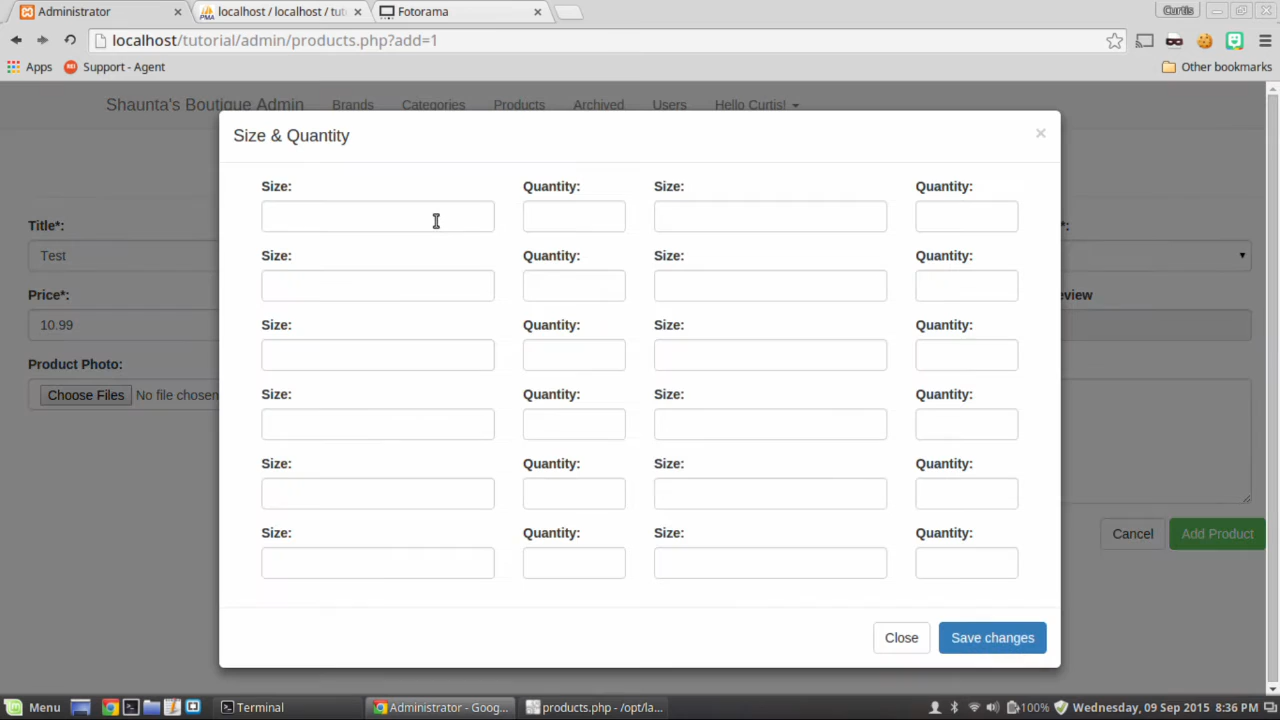 Administrator
localhost / localhost / tut
Fotorama
Curtis
localhost/tutorial/admin/products.php?add=1
Apps
Support - Agent
Other bookmarks
Shaunta's Boutique Admin Brands Categories Products Archived Users Hello Curtis!
Size & Quantity
×
Size: Quantity: Size: Quantity:
Title*:
*:
Test
Size: Quantity: Size: Quantity:
Price*:
eview
10.99
Size: Quantity: Size: Quantity:
Product Photo:
Choose Files No file chosen
Size: Quantity: Size: Quantity:
Size: Quantity: Size: Quantity:
Size: Quantity: Size: Quantity:
Cancel Add Product
Close Save changes
Menu Terminal Administrator - Goog... products.php - /opt/la... 100% Wednesday, 09 Sep 2015 8:36 PM